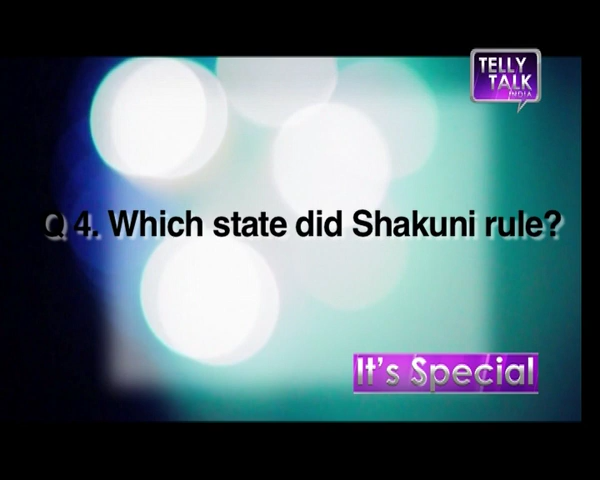 TELLY
TALK
INDIA
Q 4. Which state did Shakuni rule?
It's Special